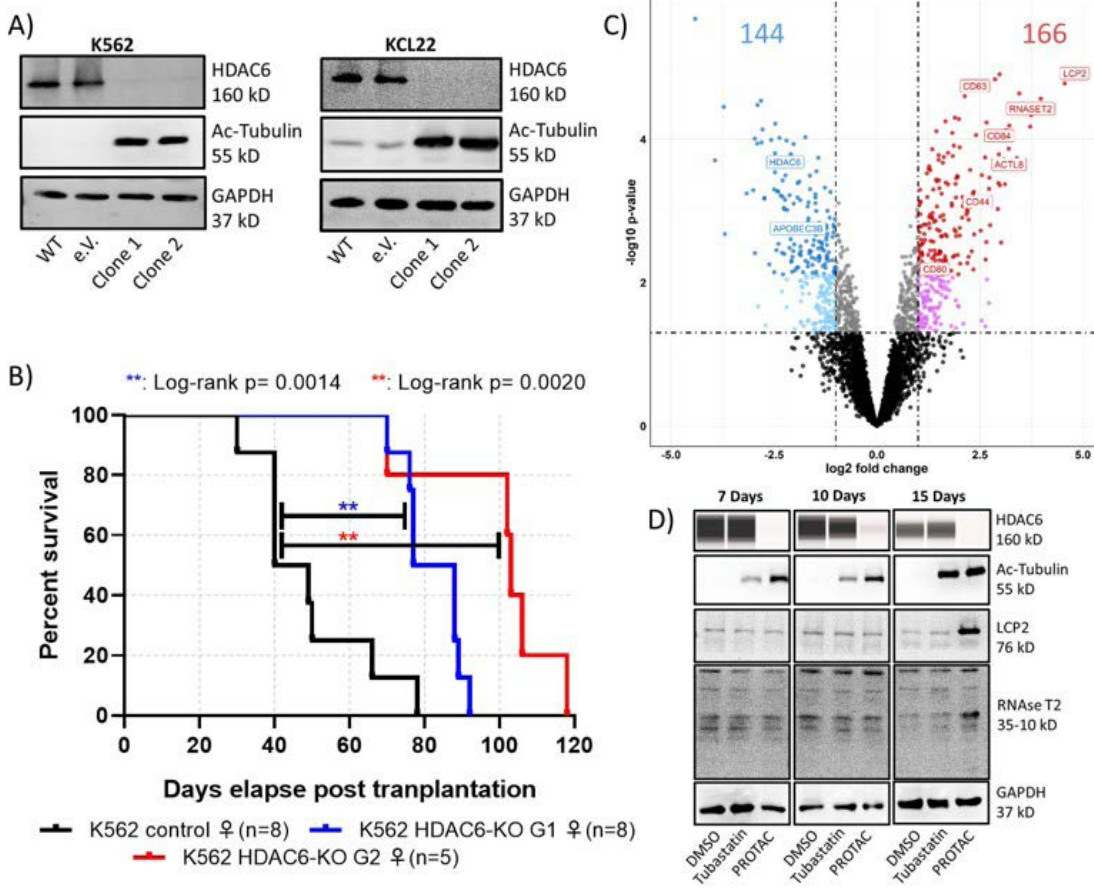 A)
K562
HDAC6
160 kD
Ac-Tubulin
55 kD
GAPDH
37 kD
WT
e.V.
Clone 1
Clone 2
KCL22
HDAC6
160 kD
Ac-Tubulin
55 kD
GAPDH
37 kD
WT
e.V.
Clone 1
Clone 2
B)
**: Log-rank p= 0.0014 **: Log-rank p= 0.0020
Percent survival
100
80
60
40
20
0
**
**
0 20 40 60 80 100 120
Days elapse post tranplantation
K562 control ♀(n=8) K562 HDAC6-KO G1 ♀(n=8)
K562 HDAC6-KO G2 ♀(n=5)
C)
144 166
-log10 p-value
4
2
0
LCP2
CD63
RNASET2
CD84
HDAC6
ACTL8
CD44
APOBEC3B
CD80
-5.0 -2.5 0.0 2.5 5.0
log2 fold change
D)
7 Days 10 Days 15 Days
HDAC6
160 kD
Ac-Tubulin
55 kD
LCP2
76 kD
RNAse T2
35-10 kD
GAPDH
37 kD
DMSO
Tubastatin
PROTAC
DMSO
Tubastatin
PROTAC
DMSO
Tubastatin
PROTAC